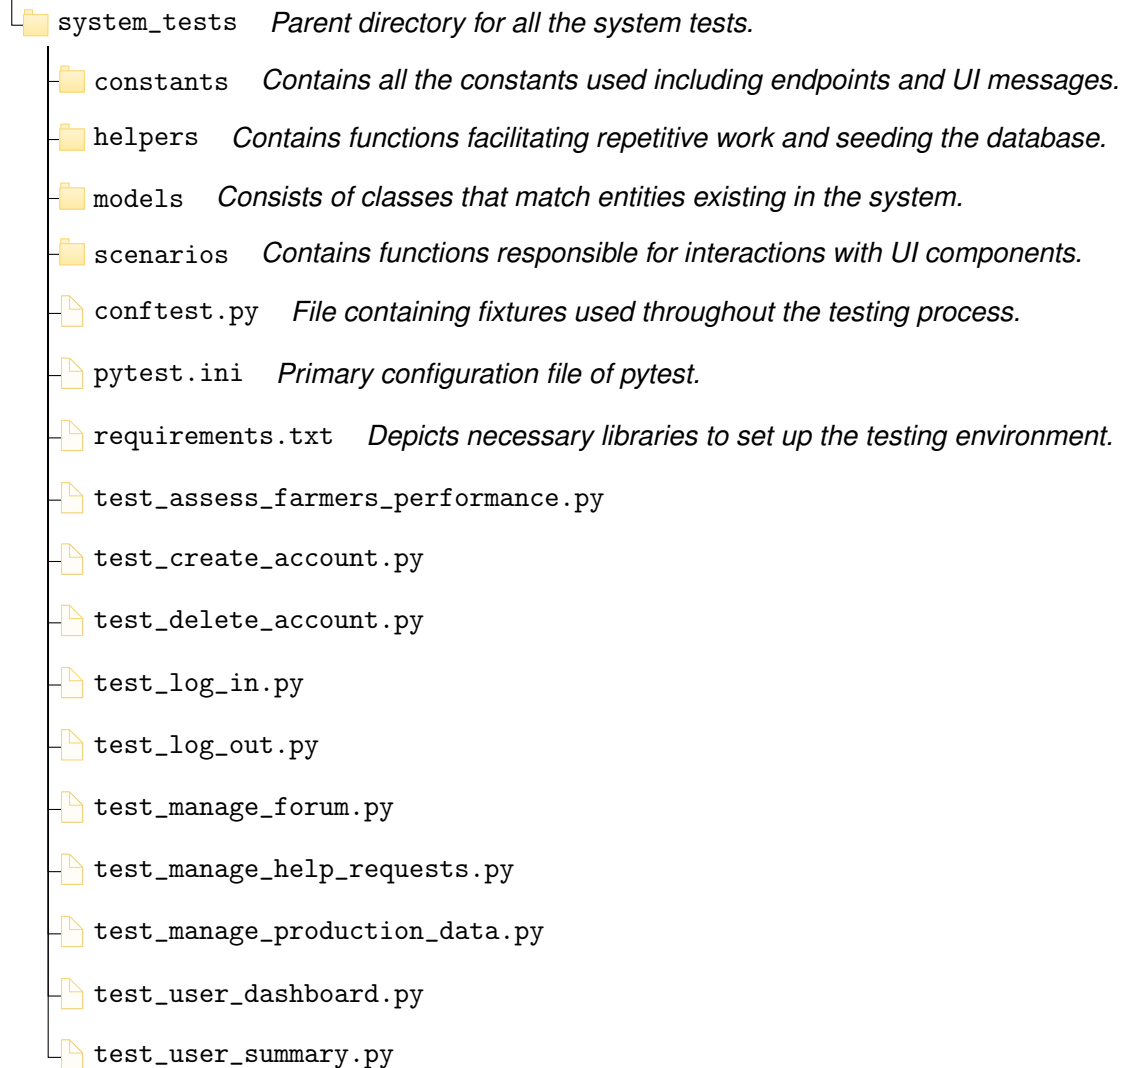 system_tests Parent directory for all the system tests.
constants Contains all the constants used including endpoints and UI messages.
helpers Contains functions facilitating repetitive work and seeding the database.
models Consists of classes that match entities existing in the system.
scenarios Contains functions responsible for interactions with UI components.
conftest.py File containing fixtures used throughout the testing process.
pytest.ini Primary configuration file of pytest.
requirements.txt Depicts necessary libraries to set up the testing environment.
test_assess_farmers_performance.py
test_create_account.py
test_delete_account.py
test_log_in.py
test_log_out.py
test_manage_forum.py
test_manage_help_requests.py
test_manage_production_data.py
test_user_dashboard.py
test_user_summary.py